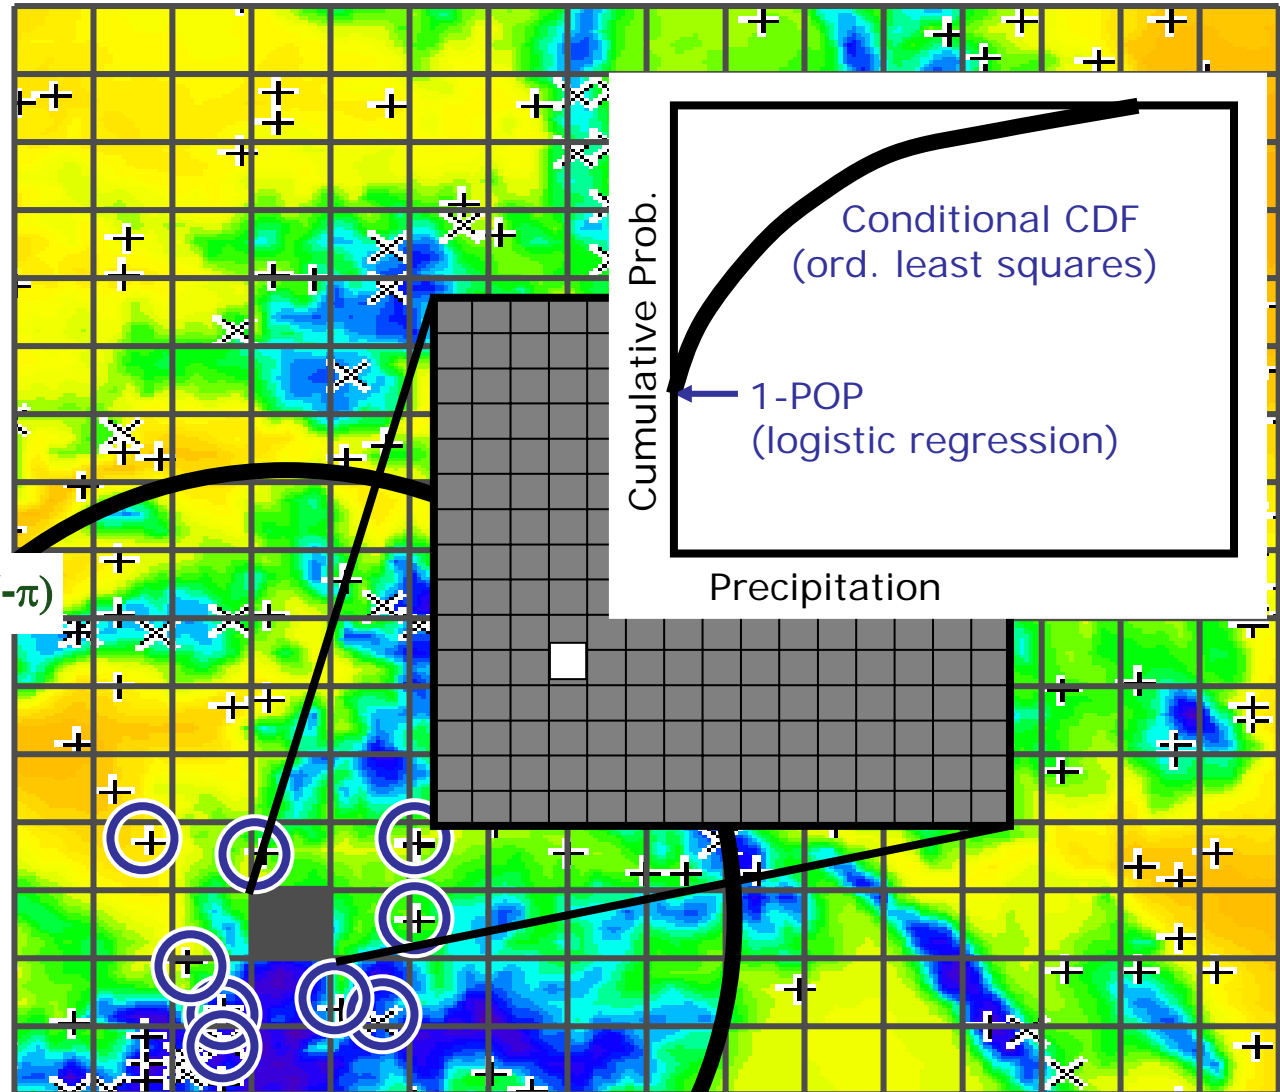 Cumulative Prob.
Conditional CDF
(ord. least squares)
1-POP
(logistic regression)
Precipitation
-π)